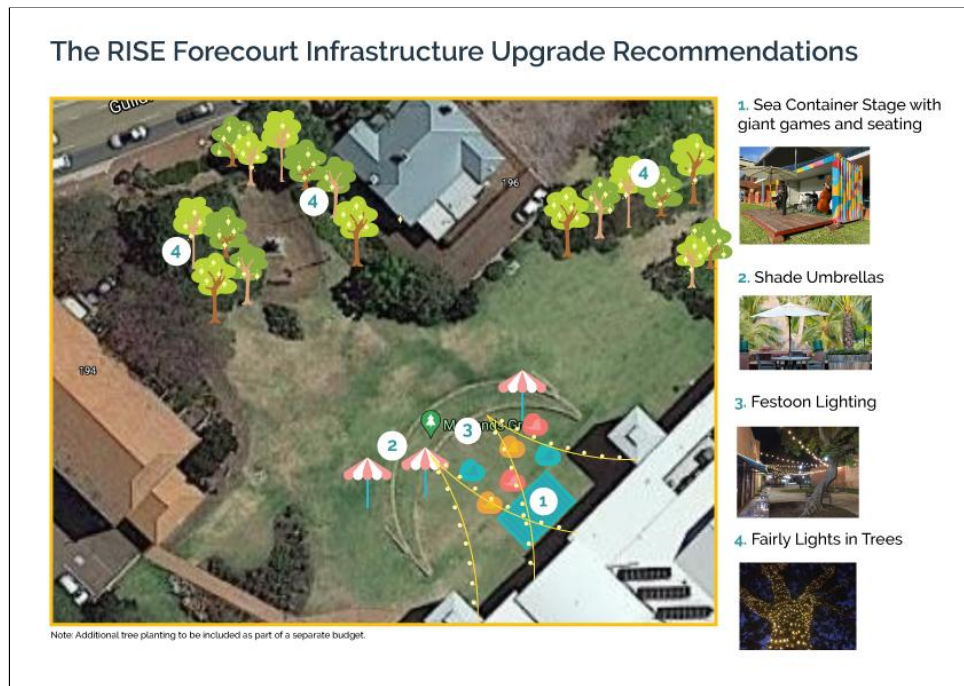 The RISE Forecourt Infrastructure Upgrade Recommendations
196
4
4
4
194
3
2
1
1. Sea Container Stage with
giant games and seating
2. Shade Umbrellas
3. Festoon Lighting
4. Fairly Lights in Trees
Note: Additional tree planting to be included as part of a separate budget.